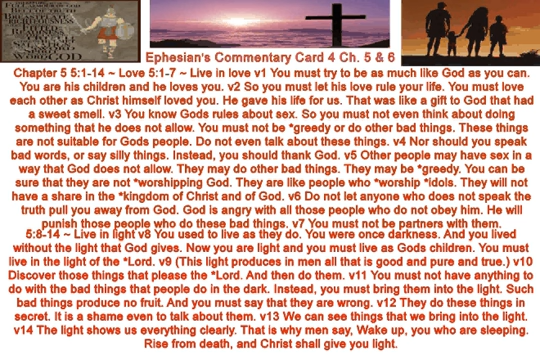 Ephesian's Commentary Card 4 Ch. 5 & 6
Chapter 5 5:1-14 ~ Love 5:1-7 ~ Live in love v1 You must try to be as much like God as you can.
You are his children and he loves you. v2 So you must let his love rule your life. You must love
each other as Christ himself loved you. He gave his life for us. That was like a gift to God that had
a sweet smell. v3 You know Gods rules about sex. So you must not even think about doing
something that he does not allow. You must not be *greedy or do other bad things. These things
are not suitable for Gods people. Do not even talk about these things. v4 Nor should you speak
bad words, or say silly things. Instead, you should thank God. v5 Other people may have sex in a
way that God does not allow. They may do other bad things. They may be *greedy. You can be
sure that they are not *worshipping God. They are like people who *worship *idols. They will not
have a share in the *kingdom of Christ and of God. v6 Do not let anyone who does not speak the
truth pull you away from God. God is angry with all those people who do not obey him. He will
punish those people who do these bad things. v7 You must not be partners with them.
5:8-14 ~ Live in light v8 You used to live as they do. You were once darkness. And you lived
without the light that God gives. Now you are light and you must live as Gods children. You must
live in the light of the *Lord. v9 (This light produces in men all that is good and pure and true.) v10
Discover those things that please the *Lord. And then do them. v11 You must not have anything to
do with the bad things that people do in the dark. Instead, you must bring them into the light. Such
bad things produce no fruit. And you must say that they are wrong. v12 They do these things in
secret. It is a shame even to talk about them. v13 We can see things that we bring into the light.
v14 The light shows us everything clearly. That is why men say, Wake up, you who are sleeping.
Rise from death, and Christ shall give you light.